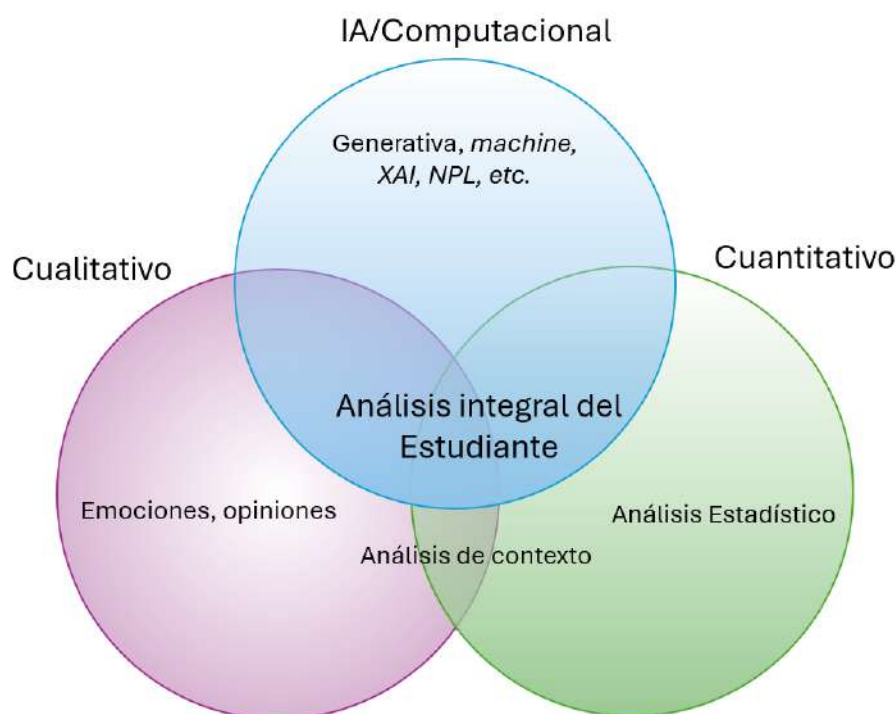 IA/Computacional
Generativa, machine,
XAI, NPL, etc.
Cualitativo
Cuantitativo
Análisis integral del
Estudiante
Emociones, opiniones
Análisis Estadístico
Análisis de contexto